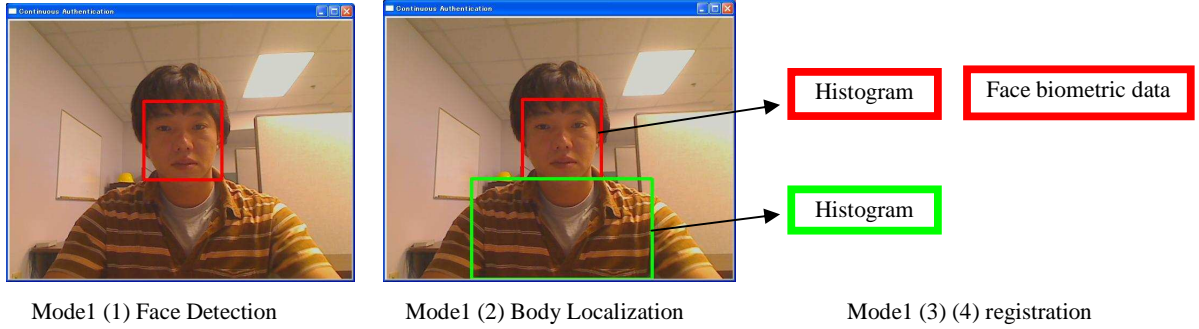 Continuous Authentication
Continuous Authentication
Histogram
Face biometric data
Histogram
Mode1 (1) Face Detection
Mode1 (2) Body Localization
Mode1 (3) (4) registration